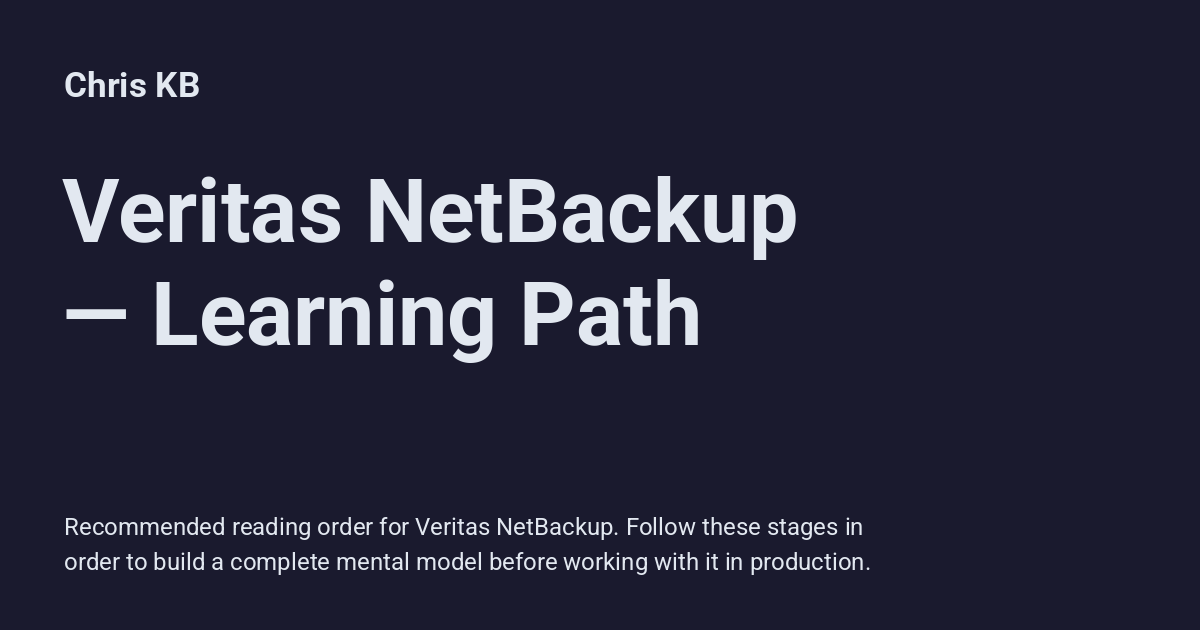 Chris KB
Veritas NetBackup
— Learning Path
Recommended reading order for Veritas NetBackup. Follow these stages in
order to build a complete mental model before working with it in production.